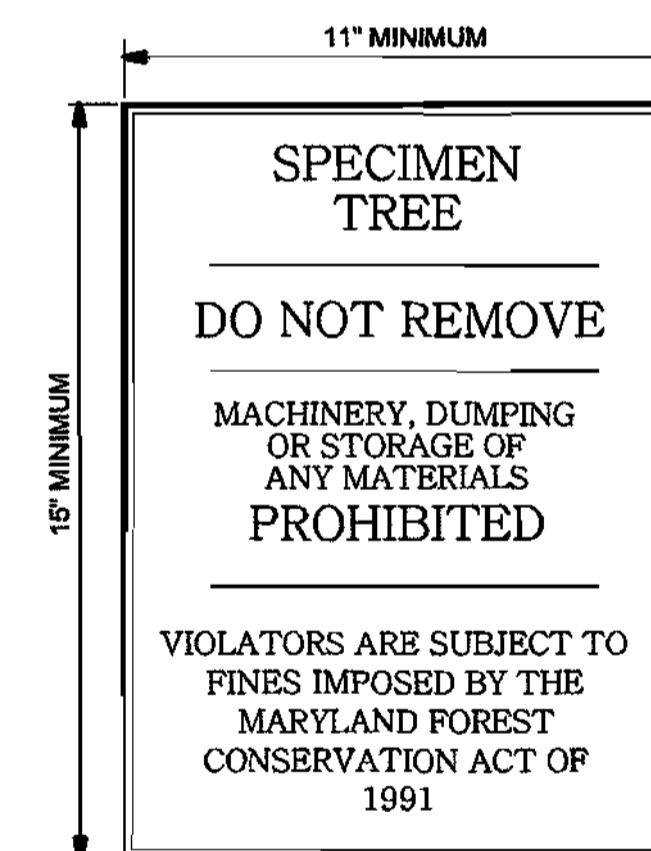 11" MINIMUM
15" MINIMUM
SPECIMEN
TREE
DO NOT REMOVE
MACHINERY, DUMPING
OR STORAGE OF
ANY MATERIALS
PROHIBITED
VIOLATORS ARE SUBJECT TO
FINES IMPOSED BY THE
MARYLAND FOREST
CONSERVATION ACT OF
1991